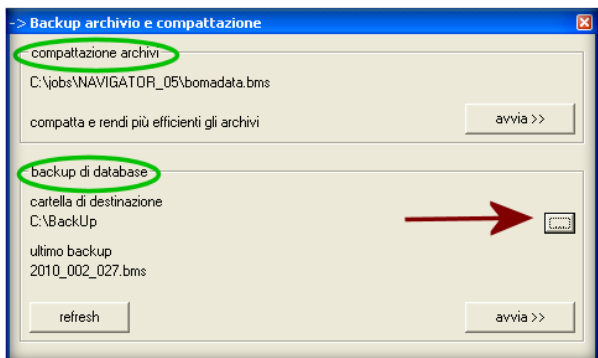 -> Backup archivio e compattazione
compattazione archivi
C:\jobs\NAVIGATOR_05\bomadata.bms
compatta e rendi più efficienti gli archivi
avvia >>
backup di database
cartella di destinazione
C:\BackUp
....
ultimo backup
2010_002_027.bms
refresh
avvia >>